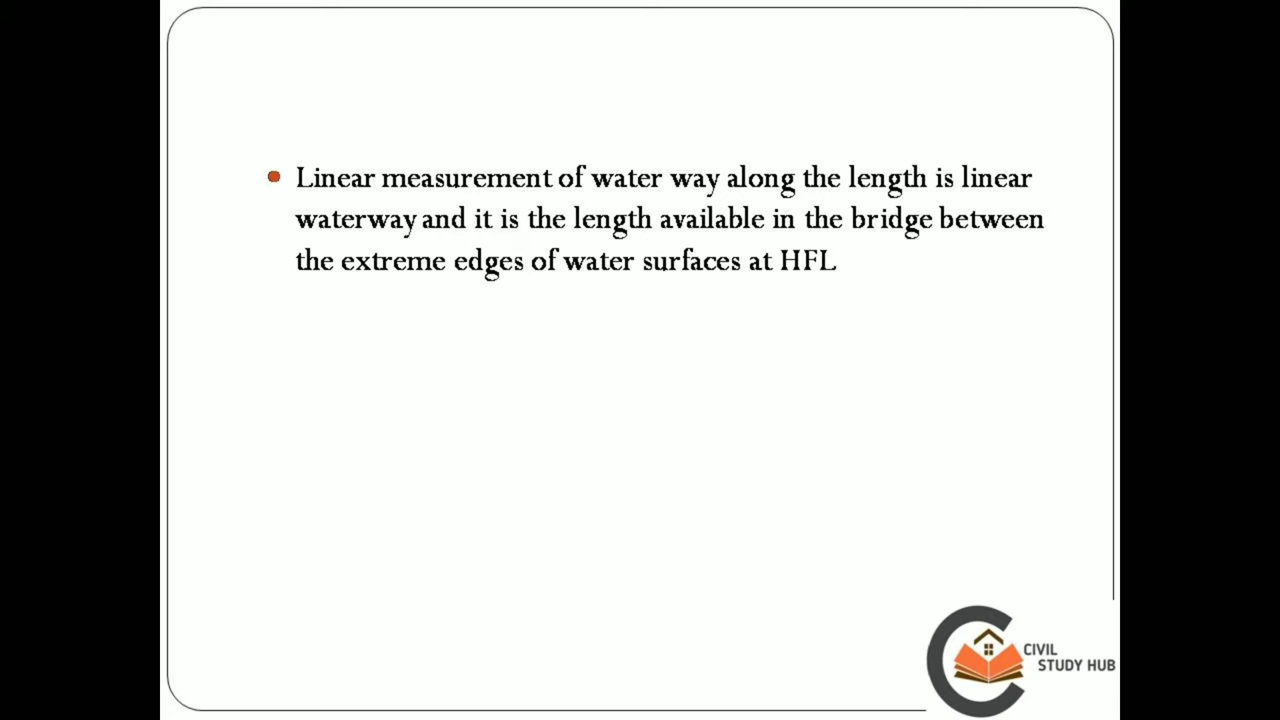 Linear measurement of water way along the length is linear
waterway and it is the length available in the bridge between
the extreme edges of water surfaces at HFL
CIVIL
STUDY HUB